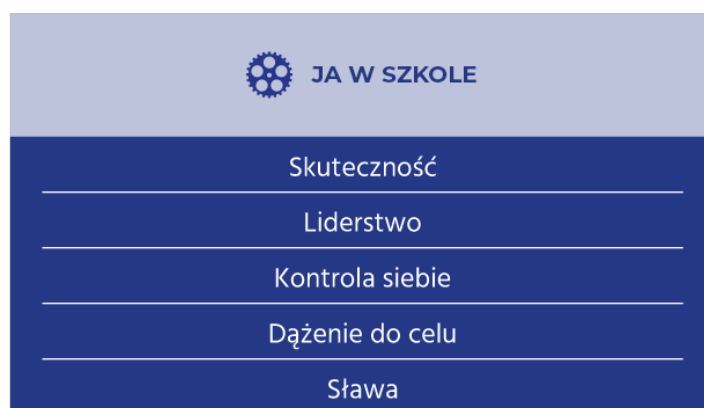 JA W SZKOLE
Skuteczność
Liderstwo
Kontrola siebie
Dążenie do celu
Sława